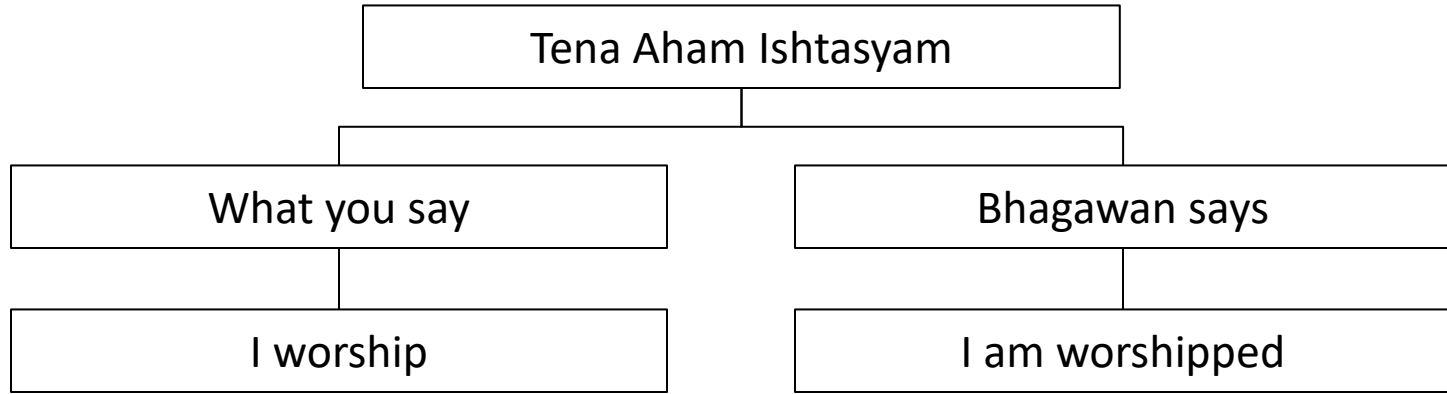 Tena Aham Ishtasyam
What you say
Bhagawan says
I worship
I am worshipped